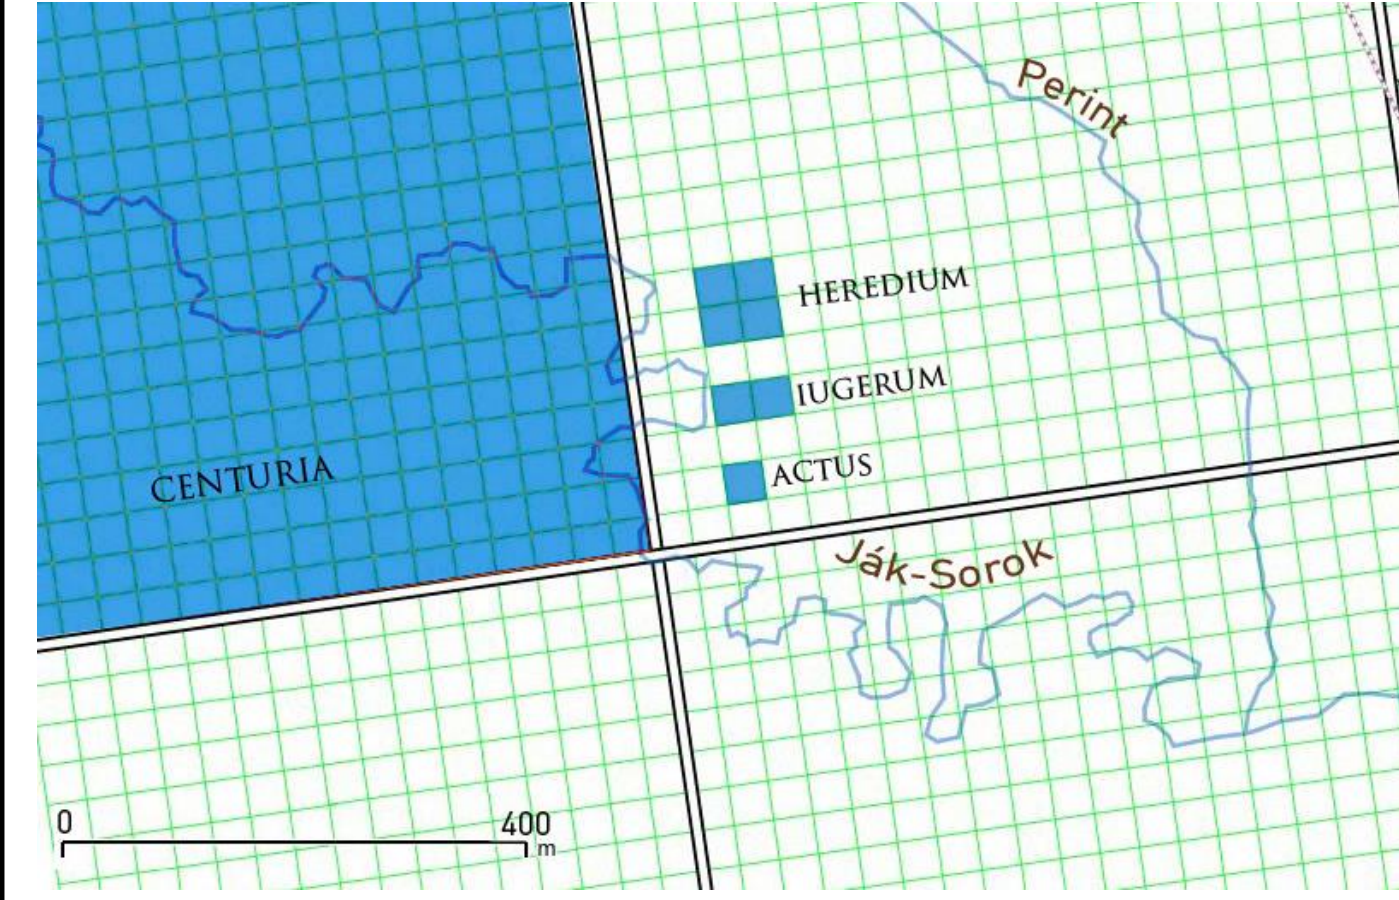 Perint
HEREDIUM
IUGERUM
CENTURIA
ACTUS
Ják-Sorok
0
400
m